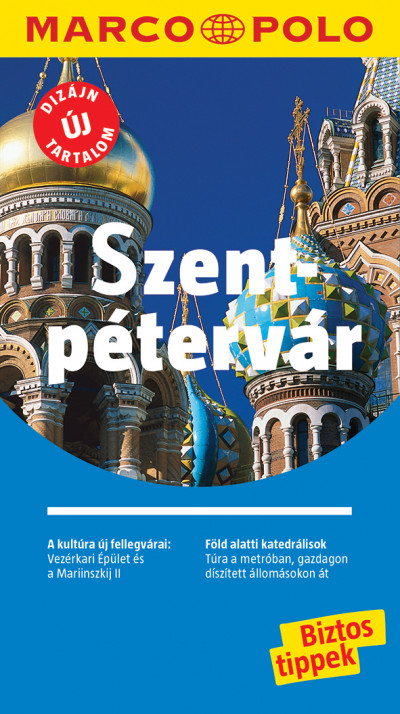 MARCO POLO
DIZÁJN
ÚJ
TARTALOM
Szent-
pétervár
A kultúra új fellegvárai:
Vezérkari Épület és
a Mariinszkij II
Föld alatti katedrálisok
Túra a metróban, gazdagon
díszített állomásokon át
Biztos
tippek